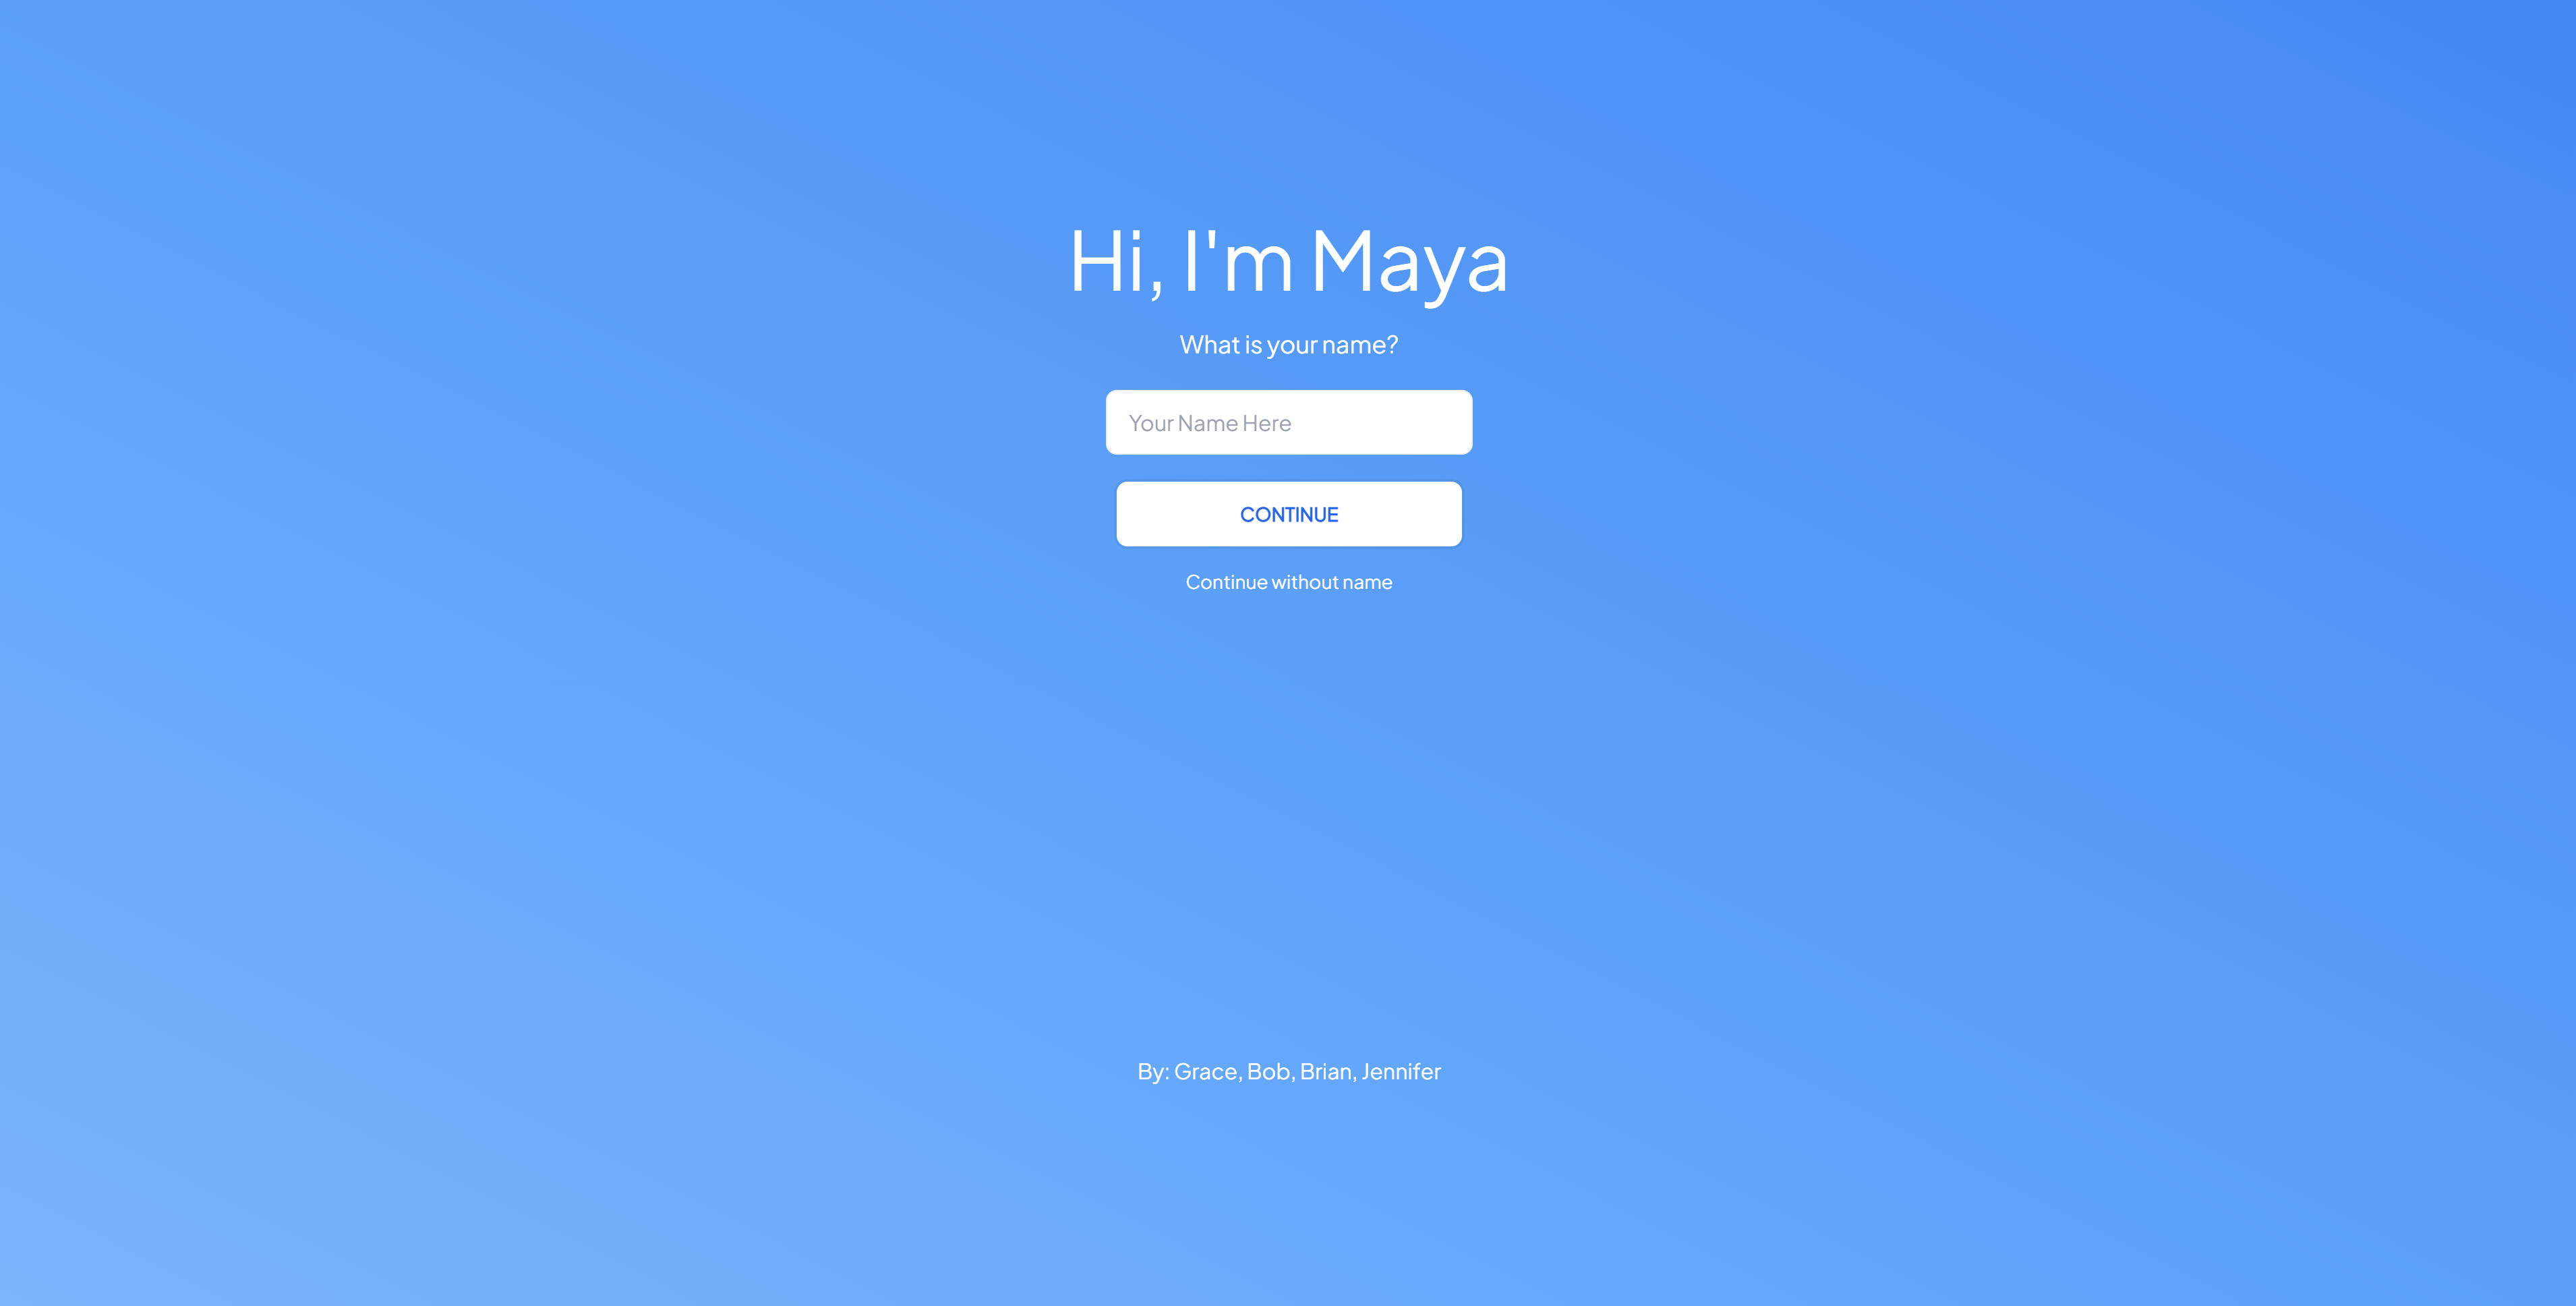 Hi, I'm Maya
What is your name?
Your Name Here
CONTINUE
Continue without name
By: Grace, Bob, Brian, Jennifer